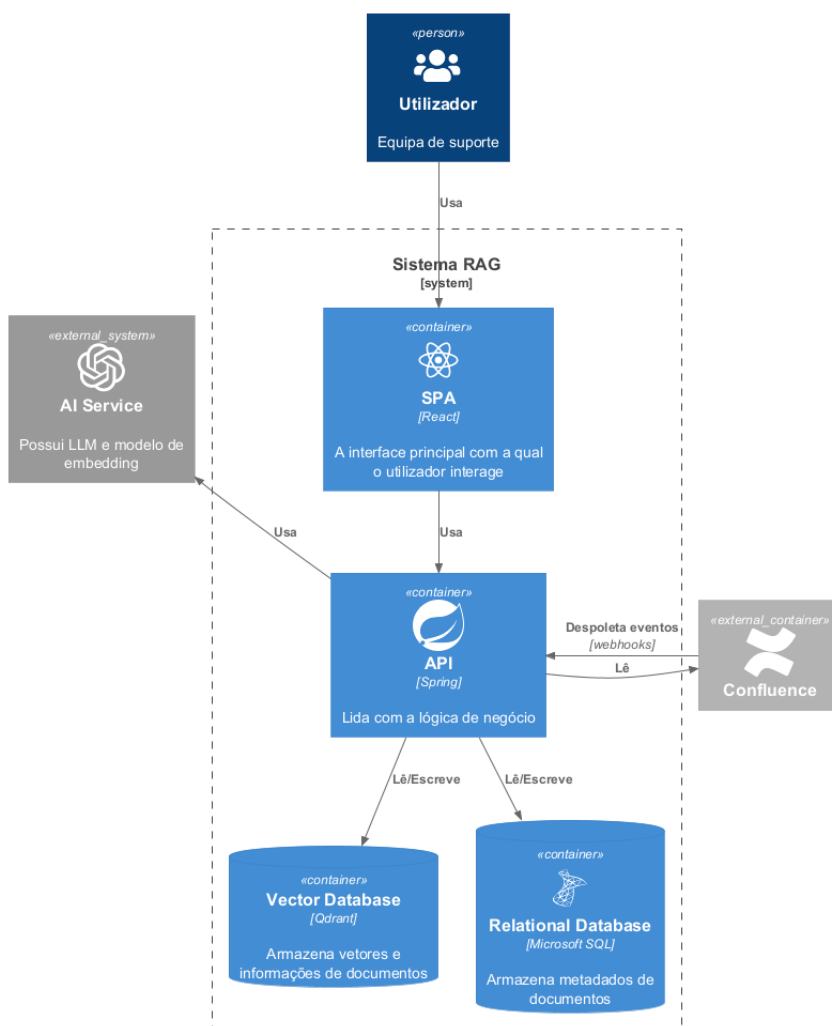 «person»
Utilizador
Equipa de suporte
Usa
Sistema RAG
[system]
«external_system»
AI Service
Possui LLM e modelo de
embedding
«container»
SPA
[React]
A interface principal com a qual
o utilizador interage
Usa
Usa
«container»
API
[Spring]
Lida com a lógica de negócio
Despoleta eventos
[webhooks]
Lê
«external_container»
Confluence
Lê/Escreve
Lê/Escreve
«container»
Vector Database
[Qdrant]
Armazena vetores e
informações de documentos
«container»
Relational Database
[Microsoft SQL]
Armazena metadados de
documentos